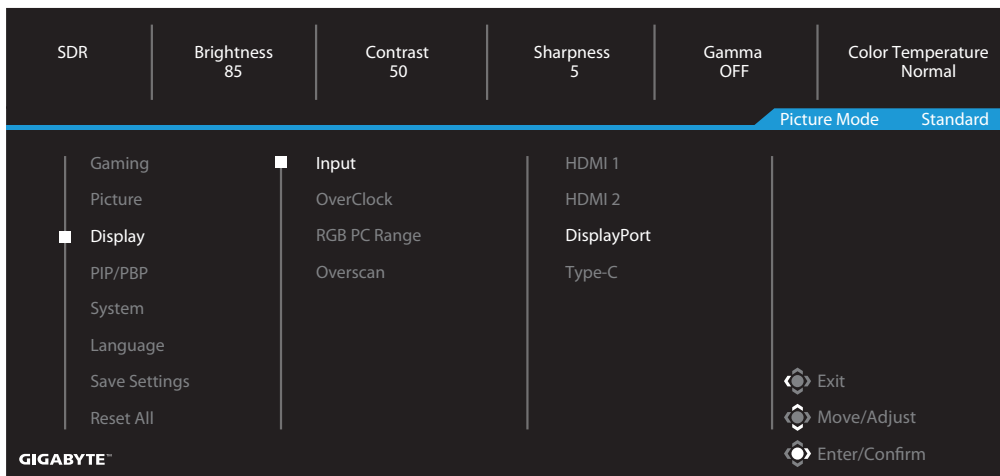 SDR
Brightness
85
Contrast
50
Sharpness
5
Gamma
OFF
Color Temperature
Normal
Picture Mode Standard
Gaming
Picture
Display
PIP/PBP
System
Language
Save Settings
Reset All
Input
OverClock
RGB PC Range
Overscan
HDMI 1
HDMI 2
DisplayPort
Type-C
Exit
Move/Adjust
Enter/Confirm
GIGABYTE™